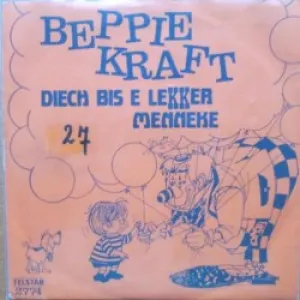 BEPPIE
KRAFT
DIECH BIS E LEKKER
MENNEKE
27
TELSTAR